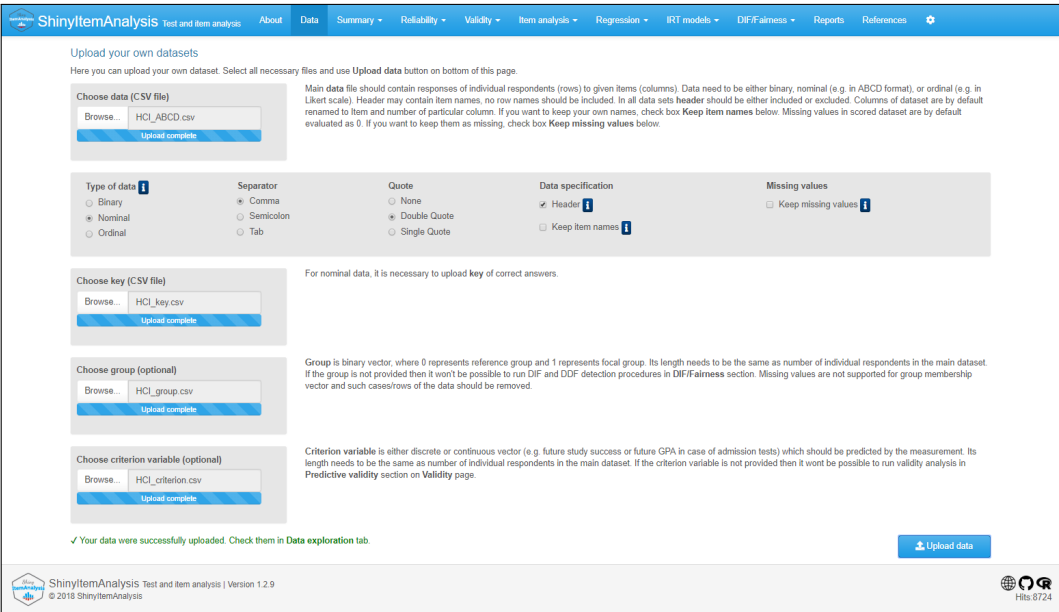 ShinyItemAnalysis Test and item analysis About Data Summary Reliability Validity Item analysis Regression IRT models DIF/Fairness Reports References
Upload your own datasets
Here you can upload your own dataset. Select all necessary files and use Upload data button on bottom of this page.
Choose data (CSV file)
Browse... HCI_ABCD.csv
Upload complete
Main data file should contain responses of individual respondents (rows) to given items (columns). Data need to be either binary, nominal (e.g. in ABCD format), or ordinal (e.g. in
Likert scale). Header may contain item names, no row names should be included. In all data sets header should be either included or excluded. Columns of dataset are by default
renamed to Item and number of particular column. If you want to keep your own names, check box Keep item names below. Missing values in scored dataset are by default
evaluated as 0. If you want to keep them as missing, check box Keep missing values below.
Type of data i
Binary
Nominal
Ordinal
Separator
Comma
Semicolon
Tab
Quote
None
Double Quote
Single Quote
Data specification
Header i
Keep item names i
Missing values
Keep missing values i
Choose key (CSV file)
Browse... HCI_key.csv
Upload complete
For nominal data, it is necessary to upload key of correct answers.
Choose group (optional)
Browse... HCI_group.csv
Upload complete
Group is binary vector, where 0 represents reference group and 1 represents focal group. Its length needs to be the same as number of individual respondents in the main dataset.
If the group is not provided then it won't be possible to run DIF and DDF detection procedures in DIF/Fairness section. Missing values are not supported for group membership
vector and such cases/rows of the data should be removed.
Choose criterion variable (optional)
Browse... HCI_criterion.csv
Upload complete
Criterion variable is either discrete or continuous vector (e.g. future study success or future GPA in case of admission tests) which should be predicted by the measurement. Its
length needs to be the same as number of individual respondents in the main dataset. If the criterion variable is not provided then it wont be possible to run validity analysis in
Predictive validity section on Validity page.
✓ Your data were successfully uploaded. Check them in Data exploration tab.
Upload data
ShinyItemAnalysis Test and item analysis | Version 1.2.9
© 2018 ShinyItemAnalysis
Hits:8724